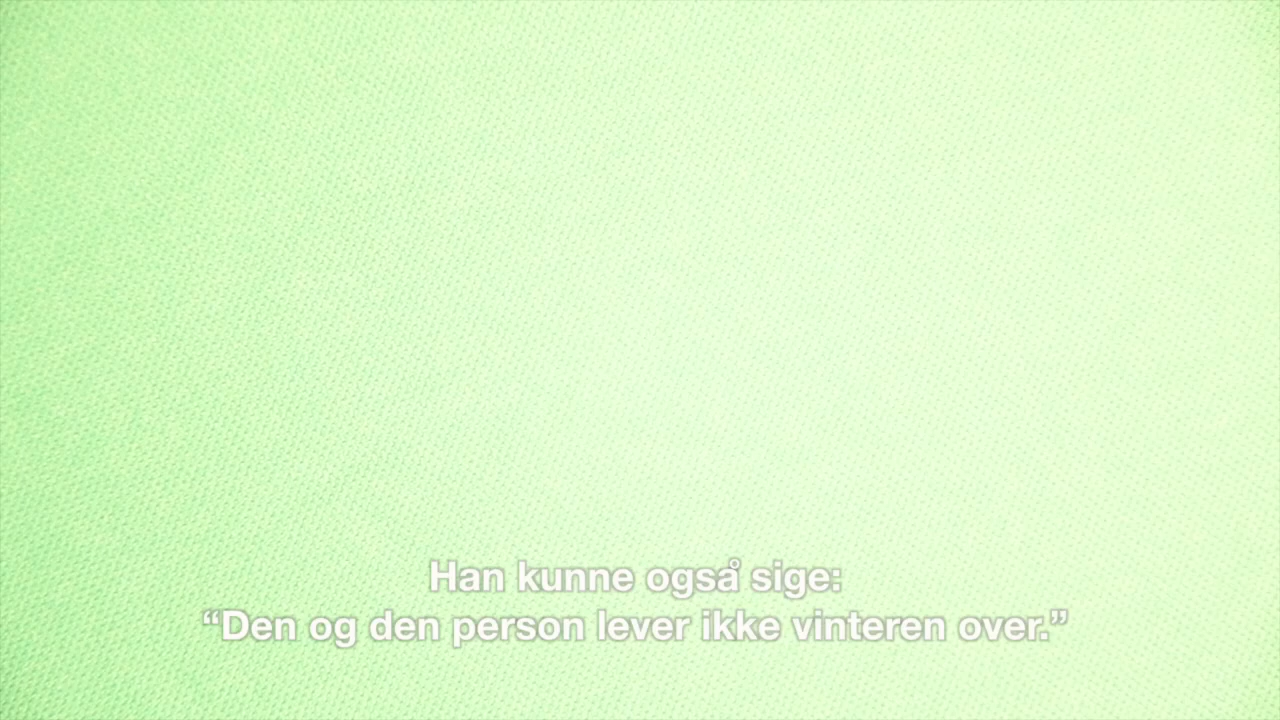 Han kunne også sige:
“Den og den person lever ikke vinteren over.”